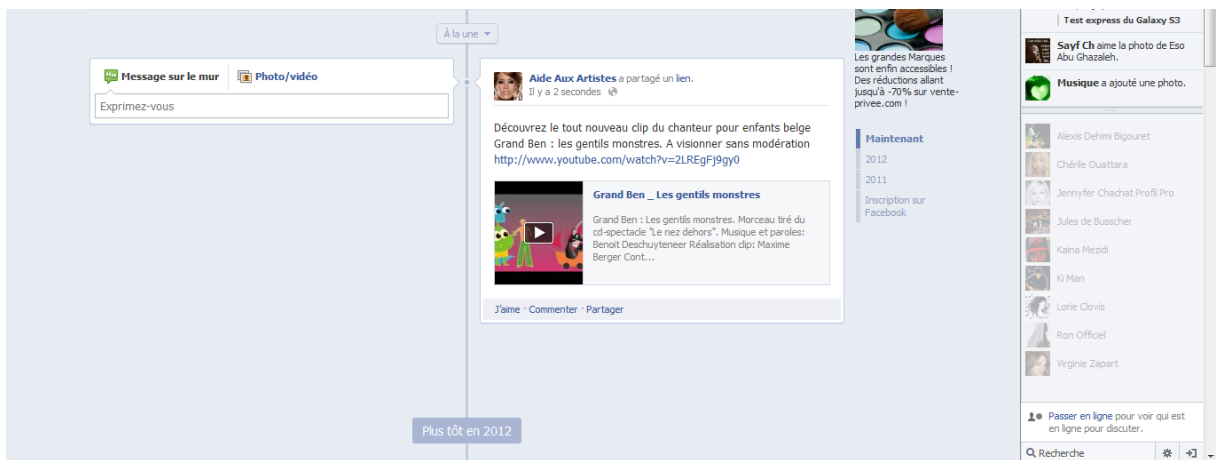 À la une
Message sur le mur
Photo/vidéo
Exprimez-vous
Aide Aux Artistes a partagé un lien.
Il y a 2 secondes
Découvrez le tout nouveau clip du chanteur pour enfants belge
Grand Ben : les gentils monstres. A visionner sans modération
http://www.youtube.com/watch?v=2LREgFj9gy0
Grand Ben _ Les gentils monstres
Grand Ben : Les gentils monstres. Morceau tiré du
cd-spectacle "Le nez dehors". Musique et paroles:
Benoit Deschuyteneer Réalisation clip: Maxime
Berger Cont...
J'aime · Commenter · Partager
Plus tôt en 2012
Les grandes Marques
sont enfin accessibles !
Des réductions allant
jusqu'à -70% sur vente-
privee.com !
Maintenant
2012
2011
Inscription sur
Facebook
Test express du Galaxy S3
Sayf Ch aime la photo de Eso
Abu Ghazaleh.
Musique a ajouté une photo.
Alexis Dehimi Bigouret
Chérile Ouattara
Jennyfer Chachat Profil Pro
Jules de Busscher
Kaina Mezidi
Ki Man
Lorie Clovis
Ron Officiel
Virginie Zapart
Passer en ligne pour voir qui est
en ligne pour discuter.
Recherche